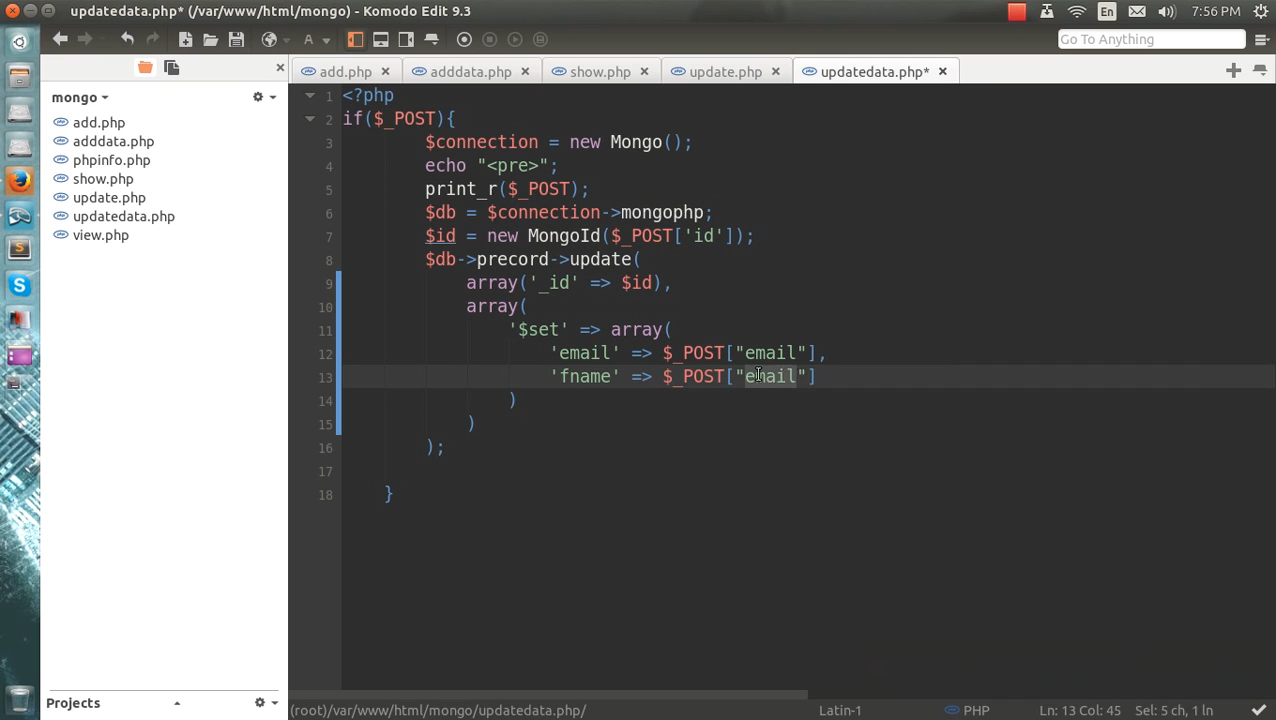 updatedata.php* (/var/www/html/mongo) - Komodo Edit 9.3
En
7:56 PM
Go To Anything
add.php
adddata.php
show.php
update.php
updatedata.php*
mongo
add.php
adddata.php
phpinfo.php
show.php
update.php
updatedata.php
view.php
1 <?php
2 if($_POST){
3 $connection = new Mongo();
4 echo "<pre>";
5 print_r($_POST);
6 $db = $connection->mongophp;
7 $id = new MongoId($_POST['id']);
8 $db->precord->update(
9 array('_id' => $id),
10 array(
11 '$set' => array(
12 'email' => $_POST["email"],
13 'fname' => $_POST["email"]
14 )
15 )
16 );
17
18 }
Projects
(root)/var/www/html/mongo/updatedata.php/
Latin-1
PHP
Ln: 13 Col: 45
Sel: 5 ch, 1 ln